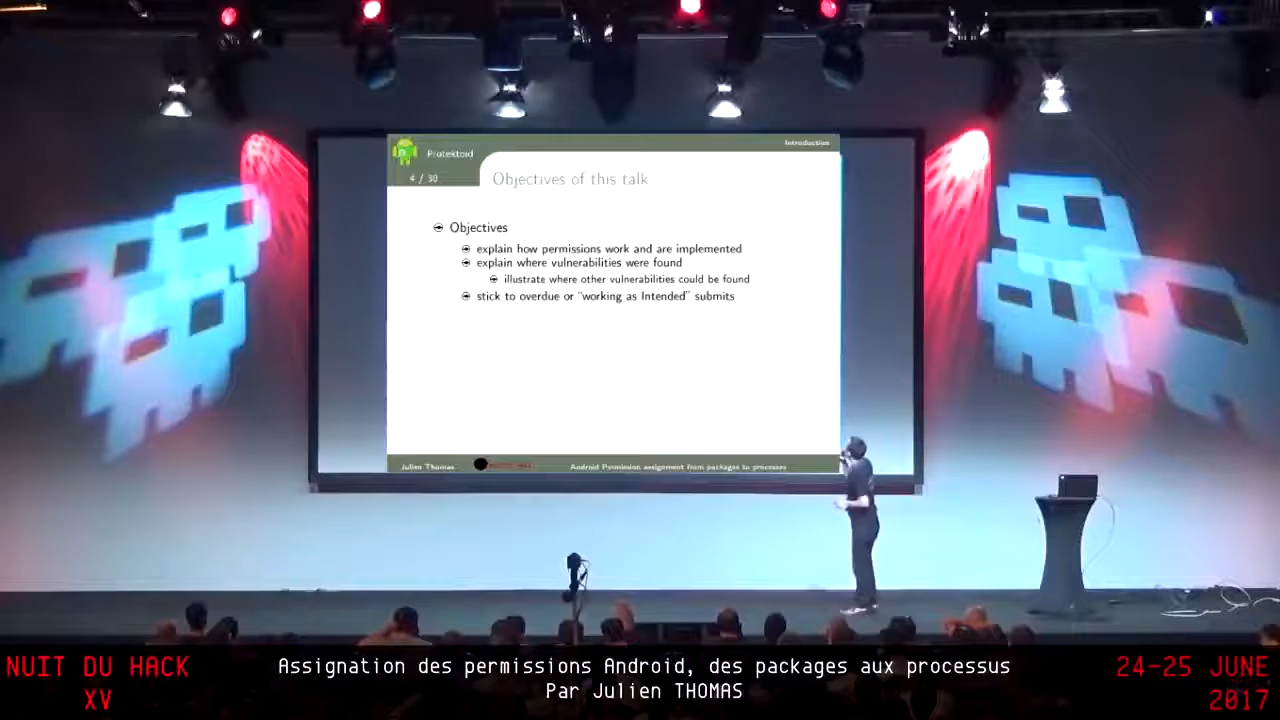 Introduction
Protektoid
4 / 30
Objectives of this talk
Objectives
explain how permissions work and are implemented
explain where vulnerabilities were found
illustrate where other vulnerabilities could be found
stick to overdue or "working as Intended" submits
Julien Thomas
Android Permission assignment from packages to processes
NUIT DU HACK
XV
Assignation des permissions Android, des packages aux processus
Par Julien THOMAS
24-25 JUNE
2017